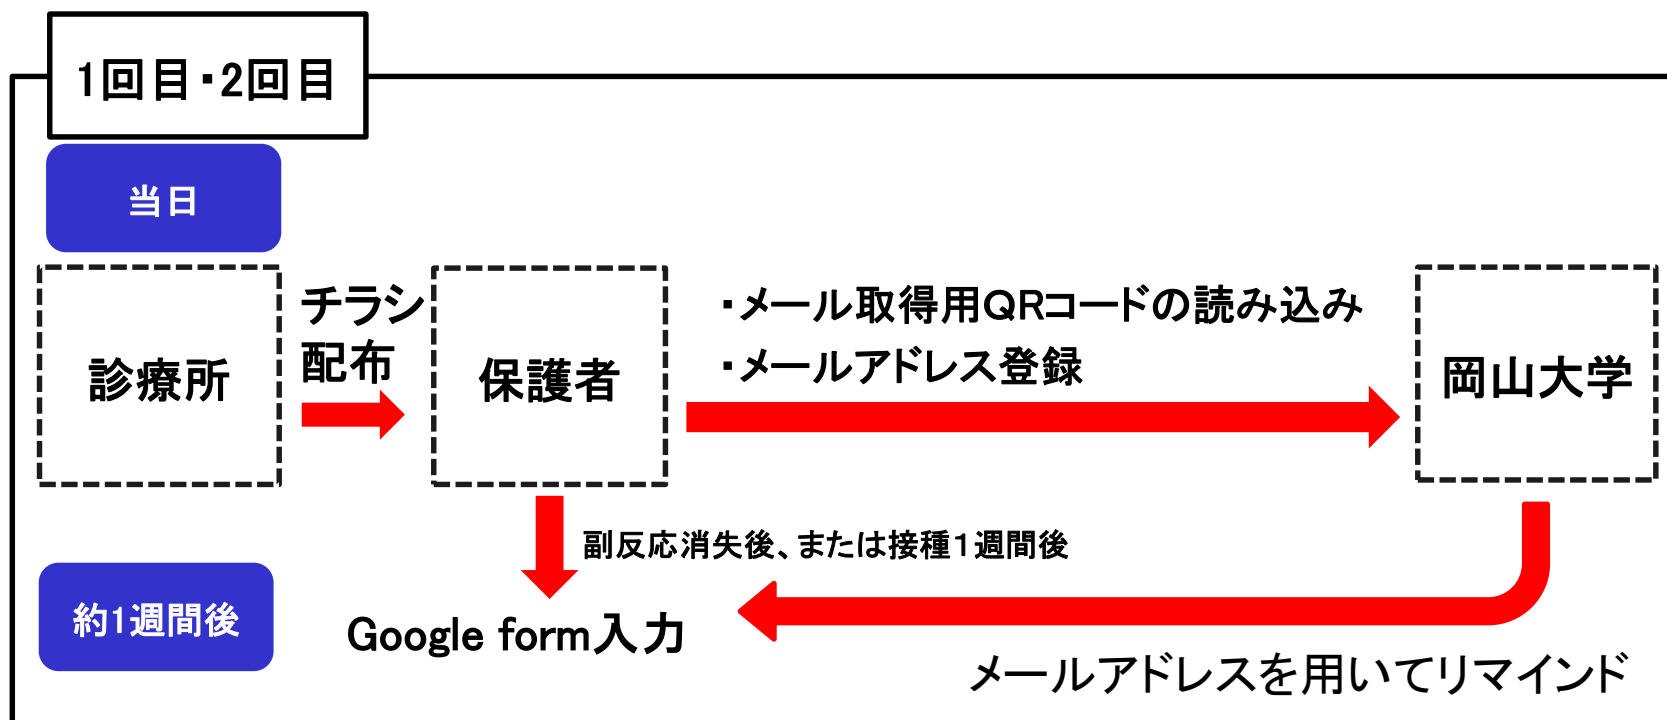 1回目・2回目
当日
診療所
チラシ
配布
保護者
・メール取得用QRコードの読み込み
・メールアドレス登録
岡山大学
副反応消失後、または接種1週間後
約1週間後
Google form入力
メールアドレスを用いてリマインド